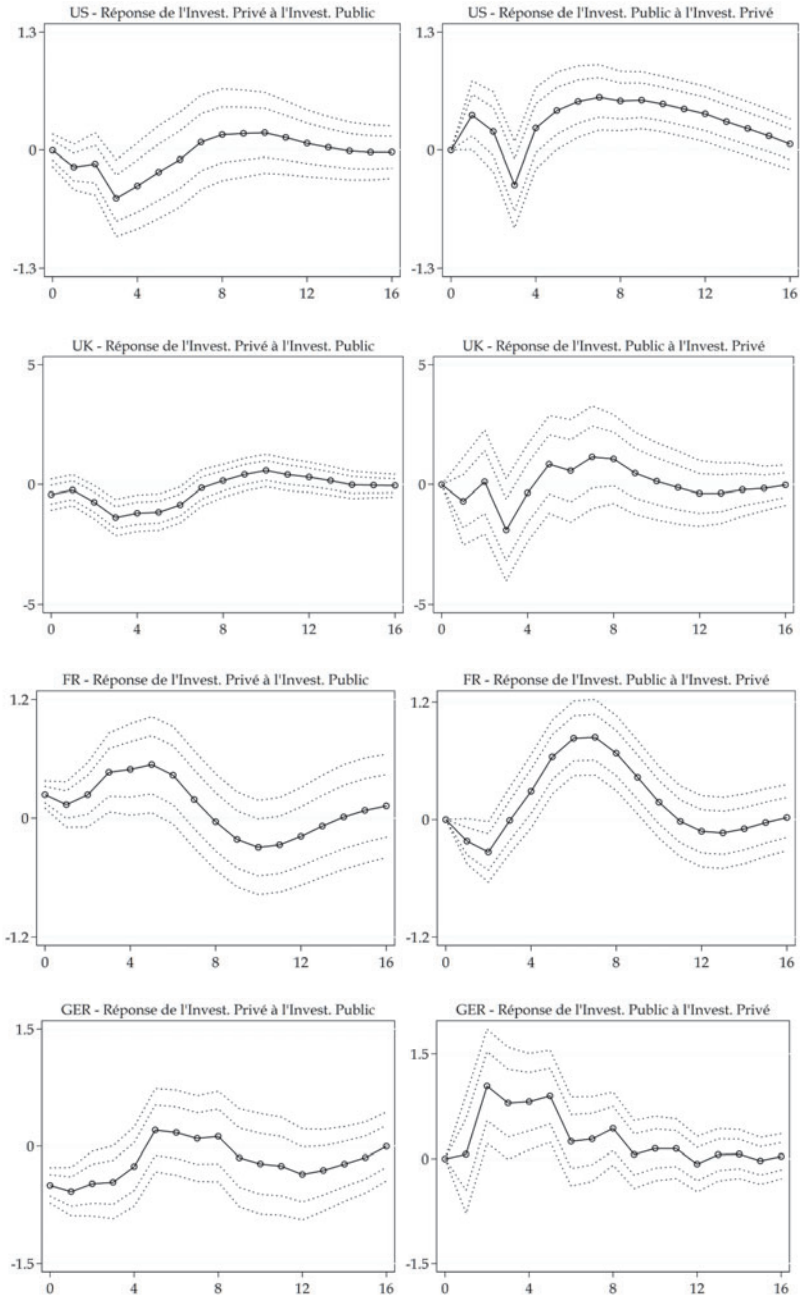 US - Réponse de l'Invest. Privé à l'Invest. Public
US - Réponse de l'Invest. Public à l'Invest. Privé
1.3
0
-1.3
0 4 8 12 16
1.3
0
-1.3
0 4 8 12 16
UK - Réponse de l'Invest. Privé à l'Invest. Public
UK - Réponse de l'Invest. Public à l'Invest. Privé
5
0
-5
0 4 8 12 16
5
0
-5
0 4 8 12 16
FR - Réponse de l'Invest. Privé à l'Invest. Public
FR - Réponse de l'Invest. Public à l'Invest. Privé
1.2
0
-1.2
0 4 8 12 16
1.2
0
-1.2
0 4 8 12 16
GER - Réponse de l'Invest. Privé à l'Invest. Public
GER - Réponse de l'Invest. Public à l'Invest. Privé
1.5
0
-1.5
0 4 8 12 16
1.5
0
-1.5
0 4 8 12 16